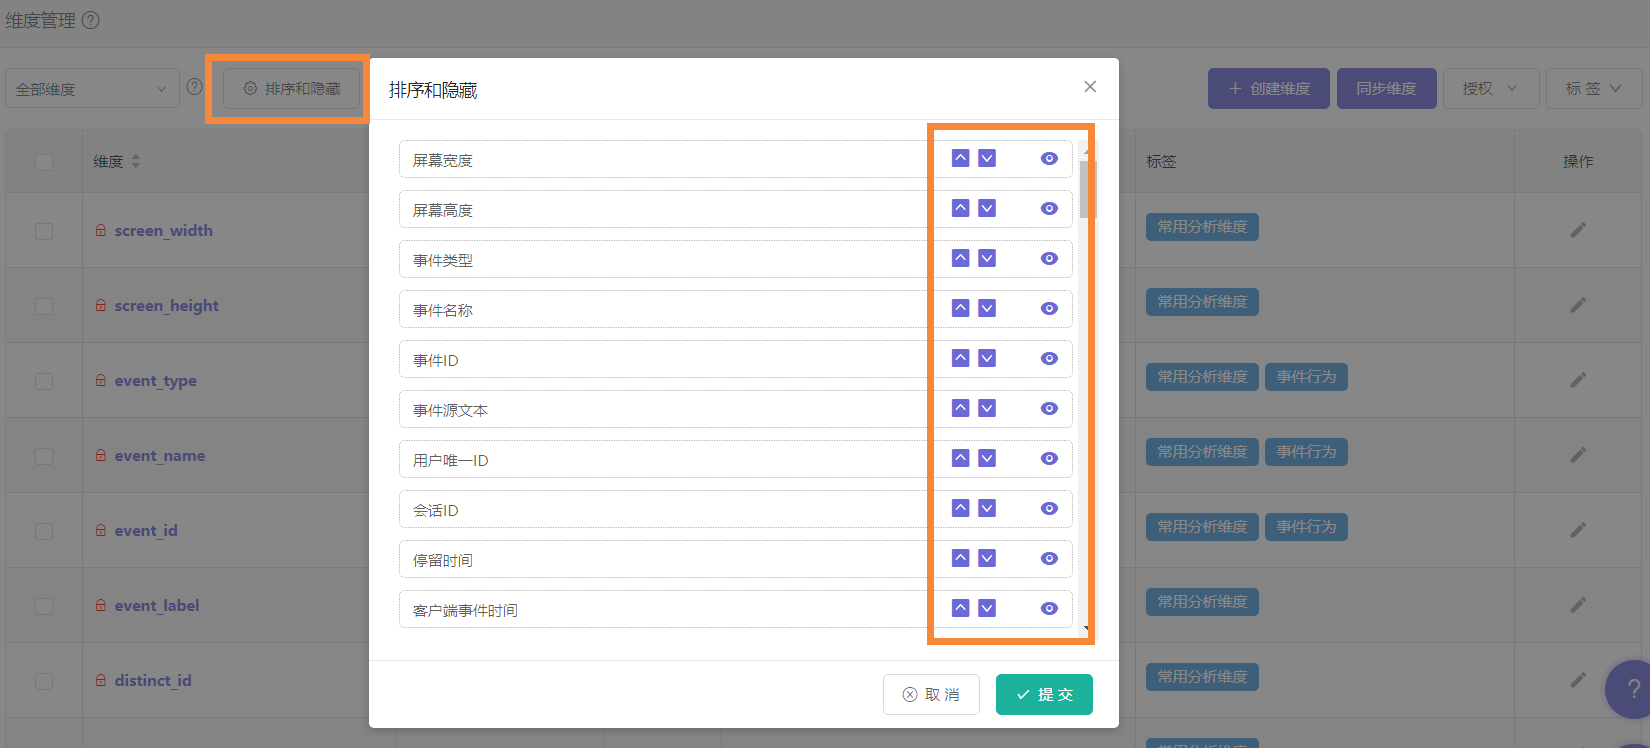 维度管理 ?
全部维度 ? 排序和隐藏
+ 创建维度 同步维度 授权 标 签
维度 标签 操作
screen_width 常用分析维度
screen_height 常用分析维度
event_type 常用分析维度 事件行为
event_name 常用分析维度 事件行为
event_id 常用分析维度 事件行为
event_label 常用分析维度
distinct_id 常用分析维度
常用分析维度
排序和隐藏
屏幕宽度
屏幕高度
事件类型
事件名称
事件ID
事件源文本
用户唯一ID
会话ID
停留时间
客户端事件时间
取 消 提 交
?